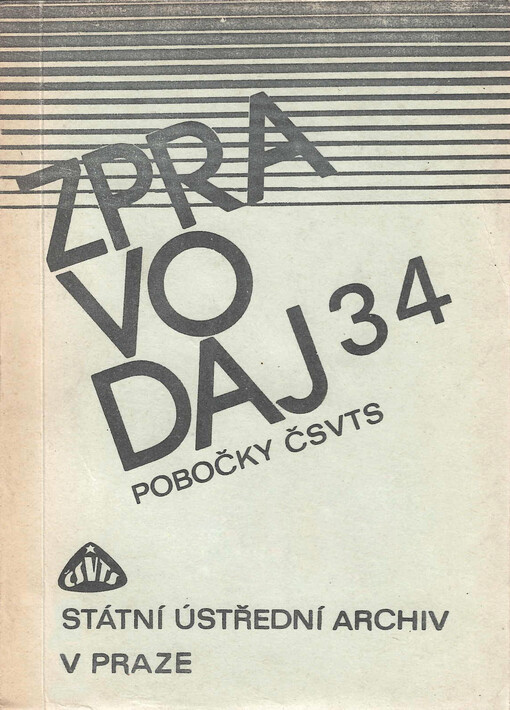 ZPRA
VO
DAJ 34
POBOČKY ČSVTS
ČSVTS
STÁTNÍ ÚSTŘEDNÍ ARCHIV
V PRAZE